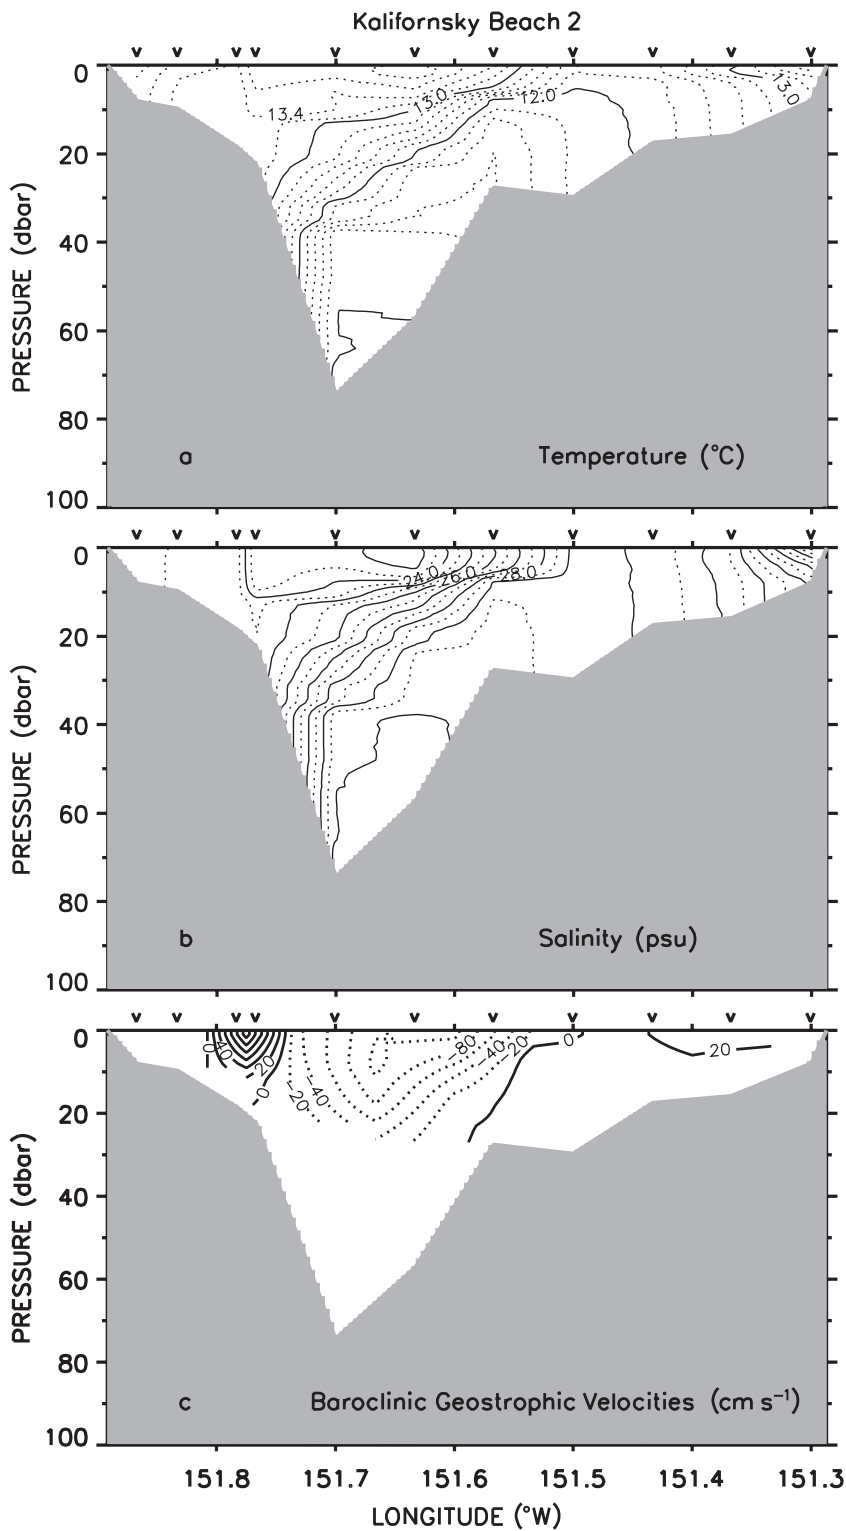 Kalifornsky Beach 2
v v v v v v v v v v v
0
20
40
60
80
100
PRESSURE (dbar)
13.4
13.0
12.0
13.0
a
Temperature (°C)
v v v v v v v v v v v
0
20
40
60
80
100
PRESSURE (dbar)
24.0
26.0
28.0
b
Salinity (psu)
v v v v v v v v v v v
0
20
40
60
80
100
PRESSURE (dbar)
0
40
20
0
-20
-40
-80
-40
-20
0
20
c
Baroclinic Geostrophic Velocities (cm s⁻¹)
151.8 151.7 151.6 151.5 151.4 151.3
LONGITUDE (°W)